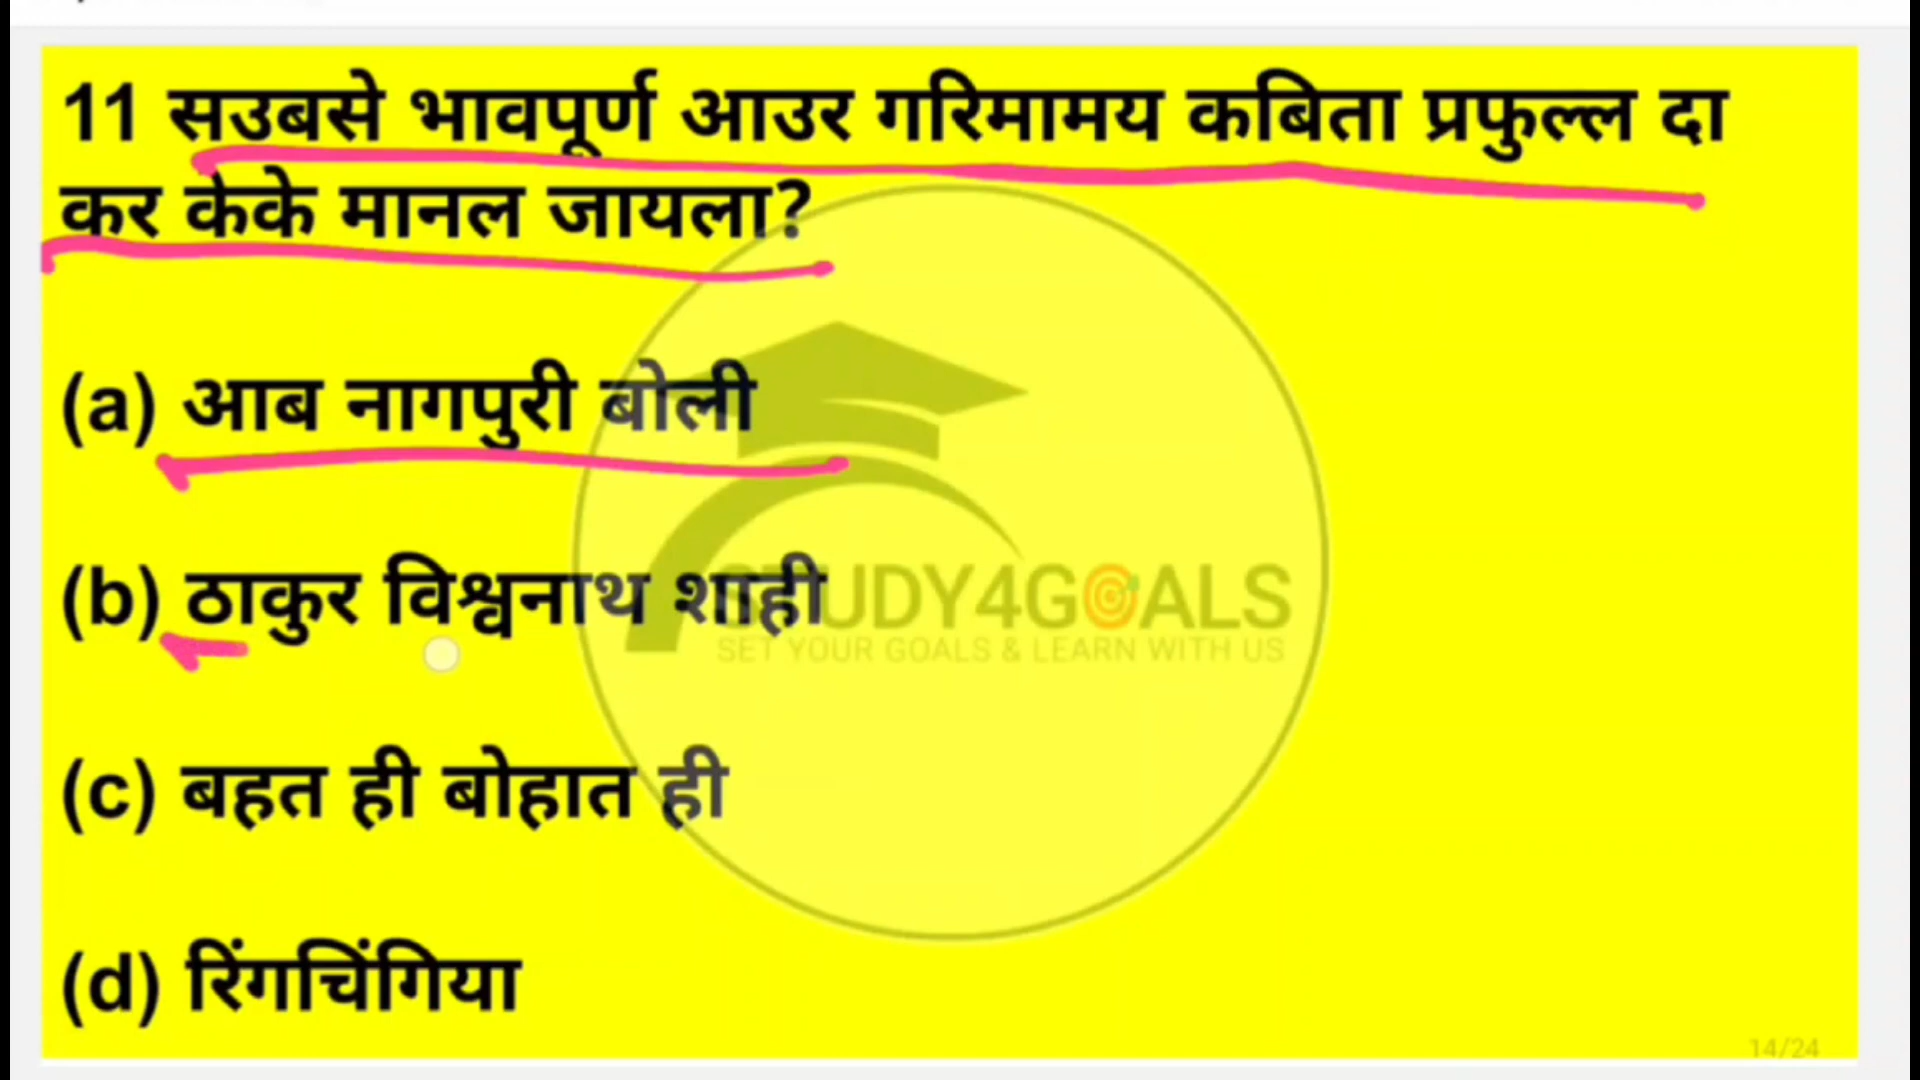 11 सउबसे भावपूर्ण आउर गरिमामय कबिता प्रफुल्ल दा
कर केके मानल जायला?
(a) आब नागपुरी बोली
(b) ठाकुर विश्वनाथ शाही
STUDY4GOALS
SET YOUR GOALS & LEARN WITH US
(c) बहत ही बोहात ही
(d) रिंगचिंगिया
14/24